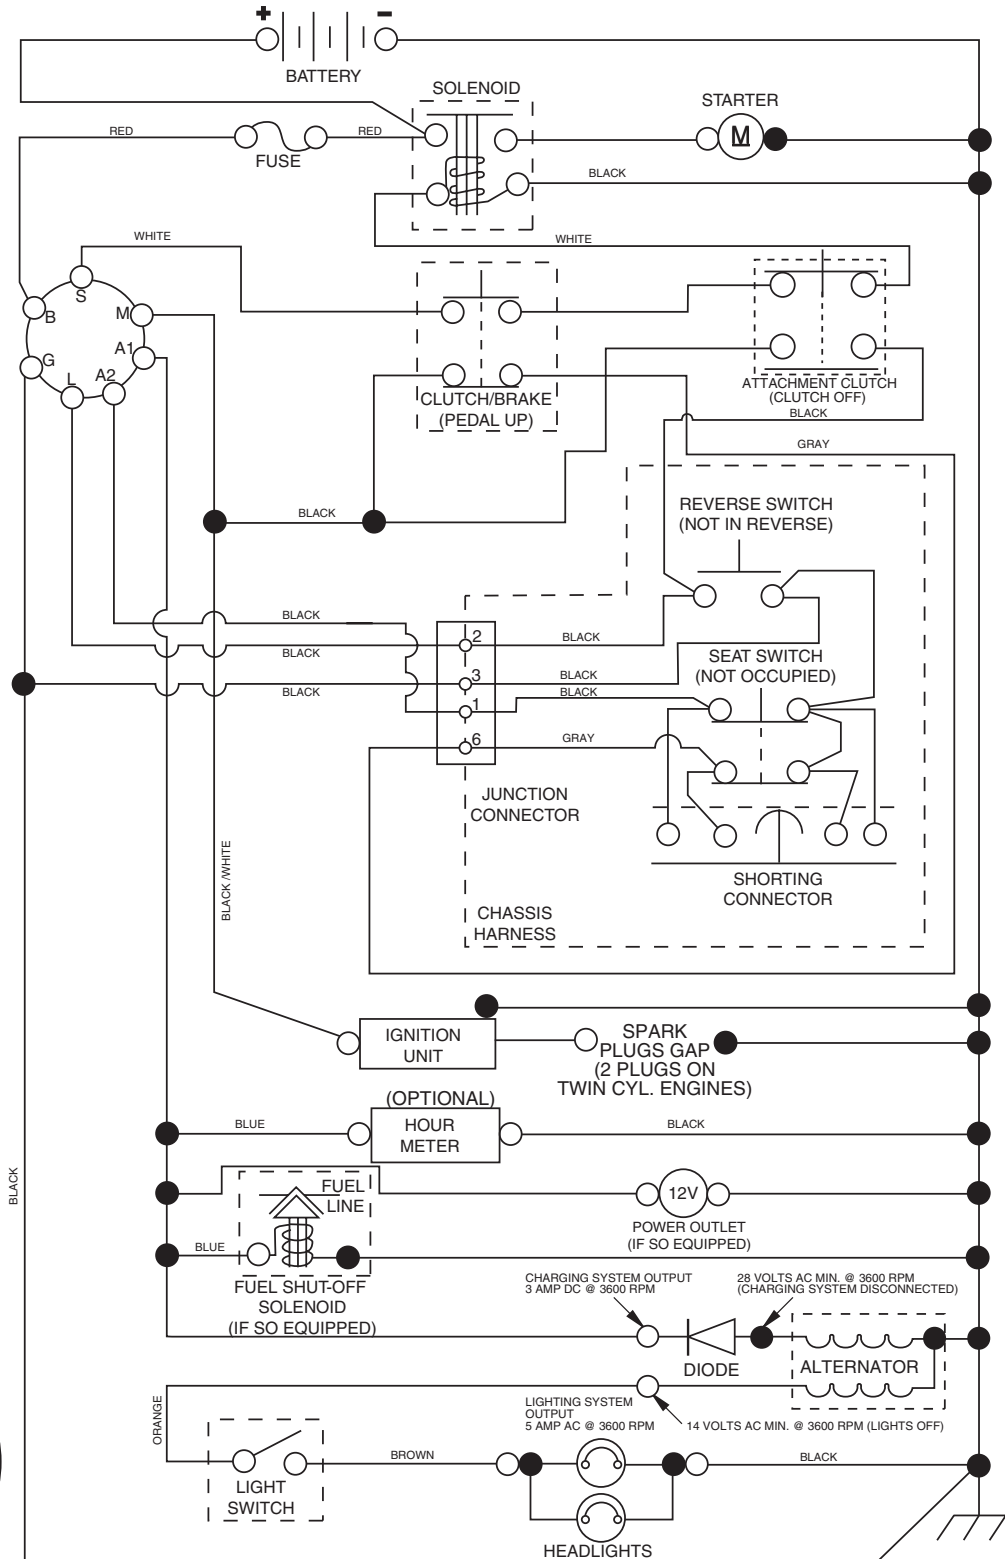 + -
BATTERY
SOLENOID
STARTER
M
RED
RED
FUSE
BLACK
WHITE
WHITE
S
B
M
A1
G
L
A2
CLUTCH/BRAKE
(PEDAL UP)
ATTACHMENT CLUTCH
(CLUTCH OFF)
BLACK
GRAY
BLACK
REVERSE SWITCH
(NOT IN REVERSE)
BLACK
2
BLACK
BLACK
SEAT SWITCH
(NOT OCCUPIED)
3
BLACK
BLACK
1
BLACK
6
GRAY
JUNCTION
CONNECTOR
SHORTING
CONNECTOR
BLACK /WHITE
CHASSIS
HARNESS
IGNITION
UNIT
SPARK
PLUGS GAP
(2 PLUGS ON
TWIN CYL. ENGINES)
(OPTIONAL)
HOUR
METER
BLUE
BLACK
BLACK
FUEL
LINE
12V
POWER OUTLET
(IF SO EQUIPPED)
BLUE
FUEL SHUT-OFF
SOLENOID
(IF SO EQUIPPED)
CHARGING SYSTEM OUTPUT
3 AMP DC @ 3600 RPM
28 VOLTS AC MIN. @ 3600 RPM
(CHARGING SYSTEM DISCONNECTED)
DIODE
ALTERNATOR
ORANGE
LIGHTING SYSTEM
OUTPUT
5 AMP AC @ 3600 RPM
14 VOLTS AC MIN. @ 3600 RPM (LIGHTS OFF)
LIGHT
SWITCH
BROWN
BLACK
HEADLIGHTS